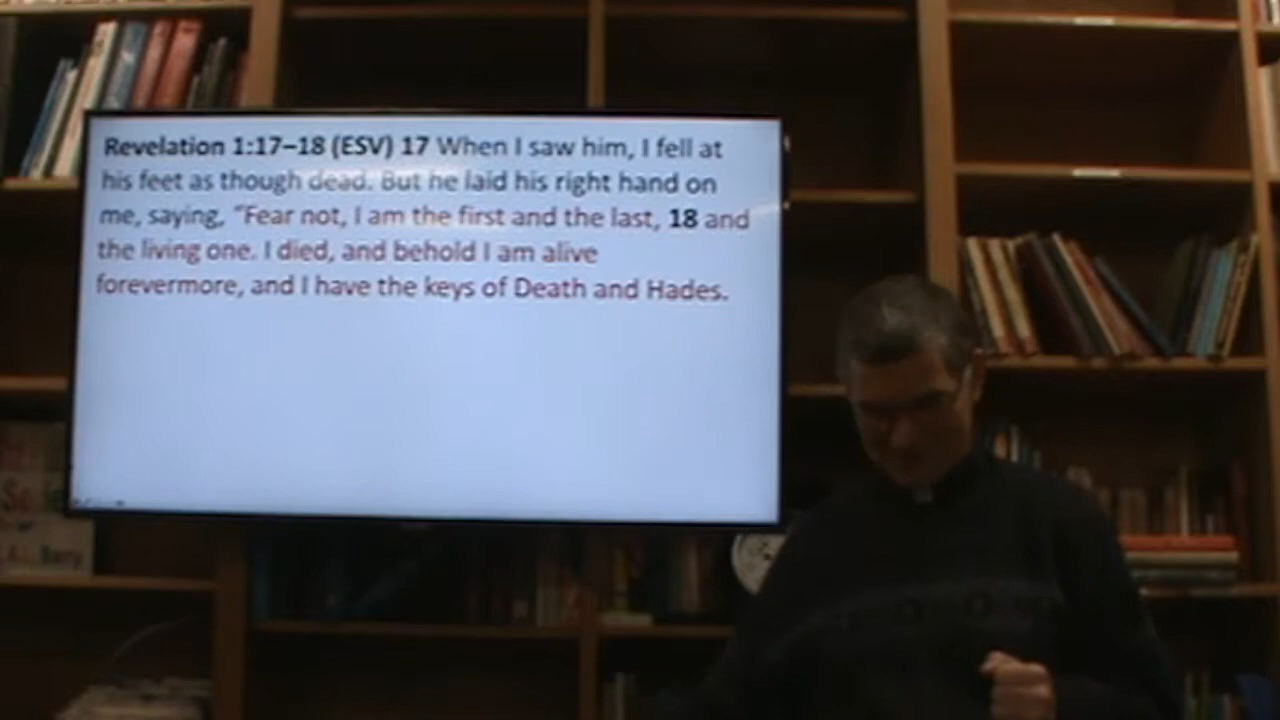 Revelation 1:17–18 (ESV) 17 When I saw him, I fell at
his feet as though dead. But he laid his right hand on
me, saying, “Fear not, I am the first and the last, 18 and
the living one. I died, and behold I am alive
forevermore, and I have the keys of Death and Hades.